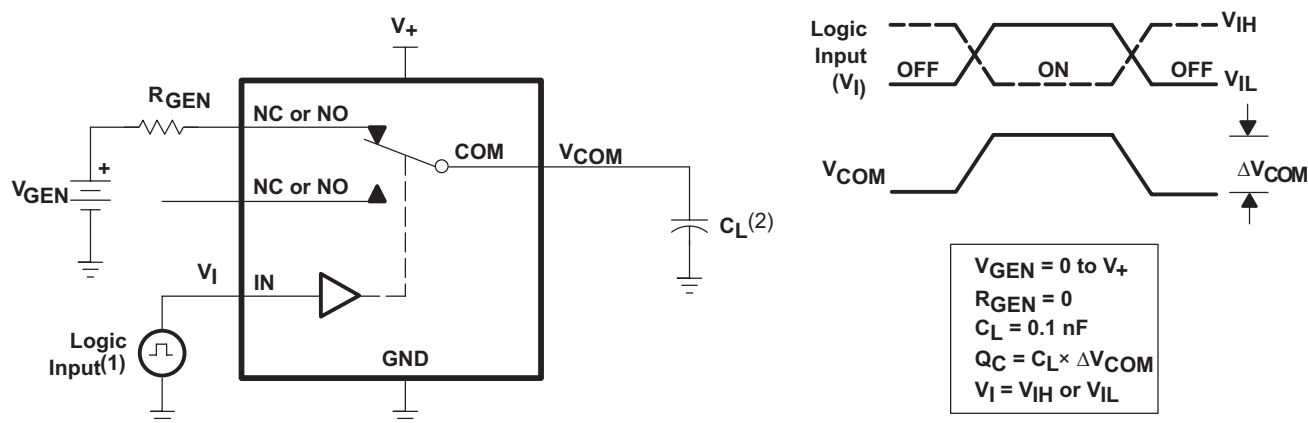 V+
RGEN
NC or NO
COM
VCOM
VGEN
+
NC or NO
CL(2)
VI
IN
Logic
Input(1)
GND
Logic
Input
(VI)
VIH
OFF
ON
OFF
VIL
VCOM
ΔVCOM
VGEN = 0 to V+
RGEN = 0
CL = 0.1 nF
QC = CL× ΔVCOM
VI = VIH or VIL